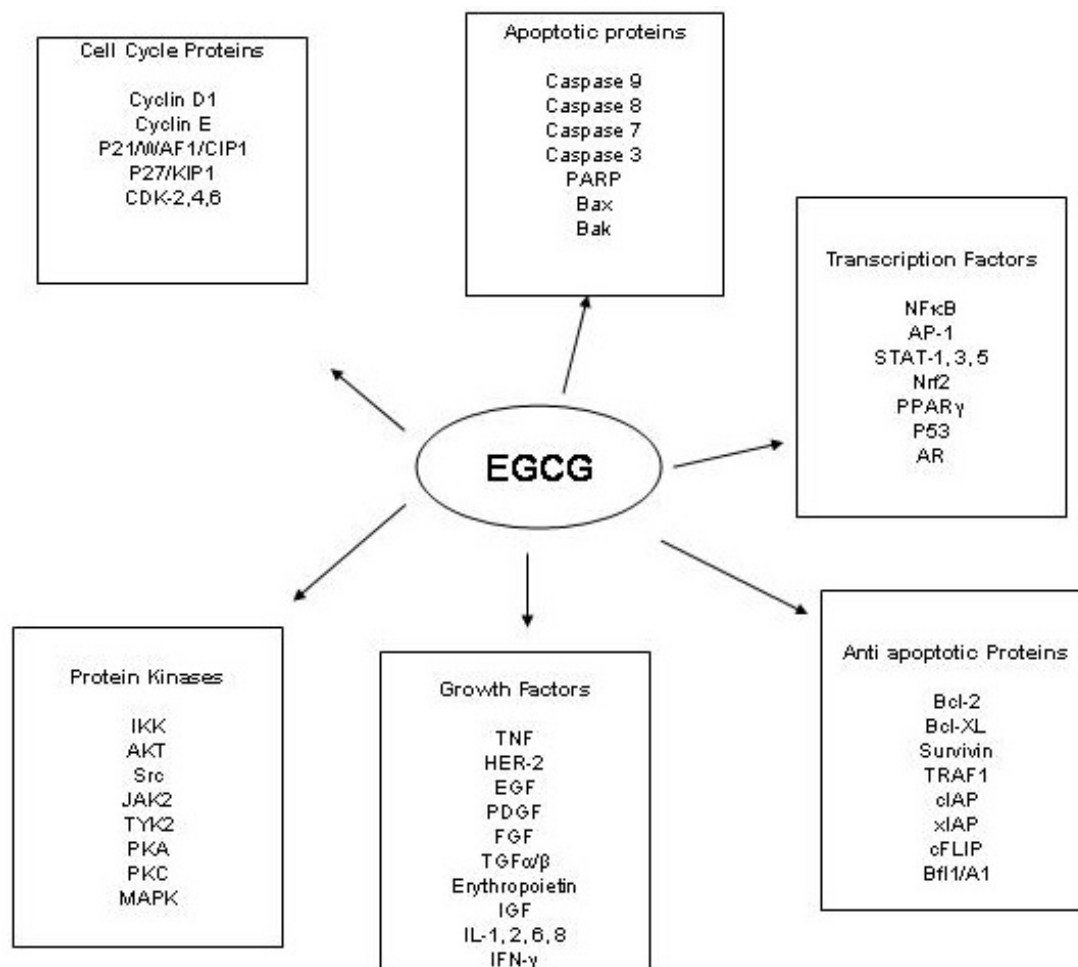 Cell Cycle Proteins
Cyclin D1
Cyclin E
P21/WAF1/CIP1
P27/KIP1
CDK-2,4,6
Apoptotic proteins
Caspase 9
Caspase 8
Caspase 7
Caspase 3
PARP
Bax
Bak
Transcription Factors
NFκB
AP-1
STAT-1, 3, 5
Nrf2
PPARγ
P53
AR
EGCG
Protein Kinases
IKK
AKT
Src
JAK2
TYK2
PKA
PKC
MAPK
Growth Factors
TNF
HER-2
EGF
PDGF
FGF
TGFα/β
Erythropoietin
IGF
IL-1, 2, 6, 8
IFN-γ
Anti apoptotic Proteins
Bcl-2
Bcl-XL
Survivin
TRAF1
cIAP
xIAP
cFLIP
Bfl1/A1